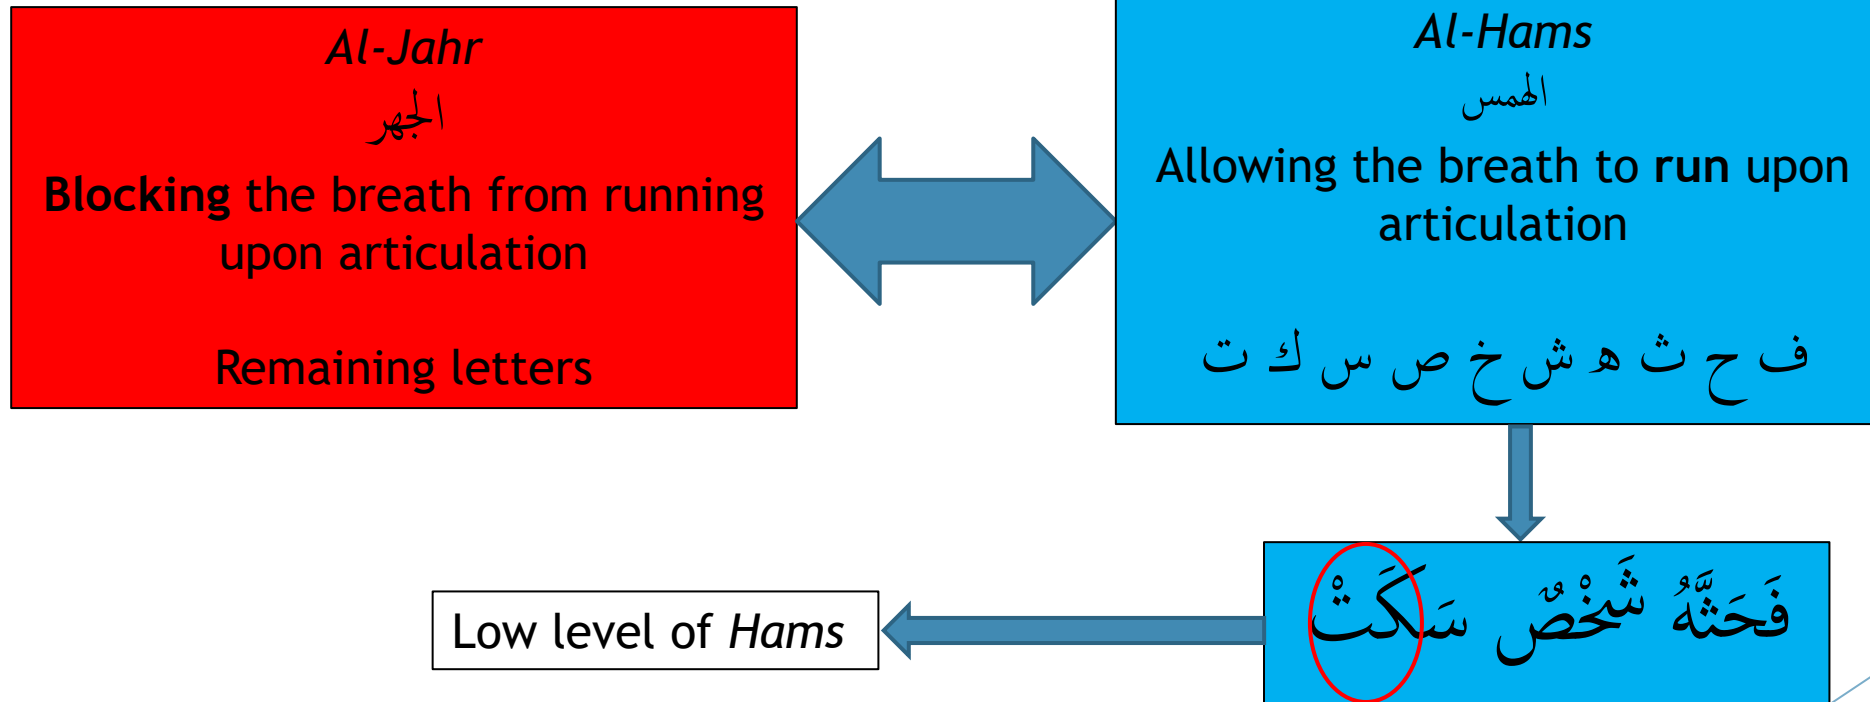 Al-Jahr
الجهر
Blocking the breath from running
upon articulation
Remaining letters
Al-Hams
الهمس
Allowing the breath to run upon
articulation
ف ح ث ه ش خ ص س ك ت
فَحَثَّهُ شَخْصٌ سَكَتْ
Low level of Hams